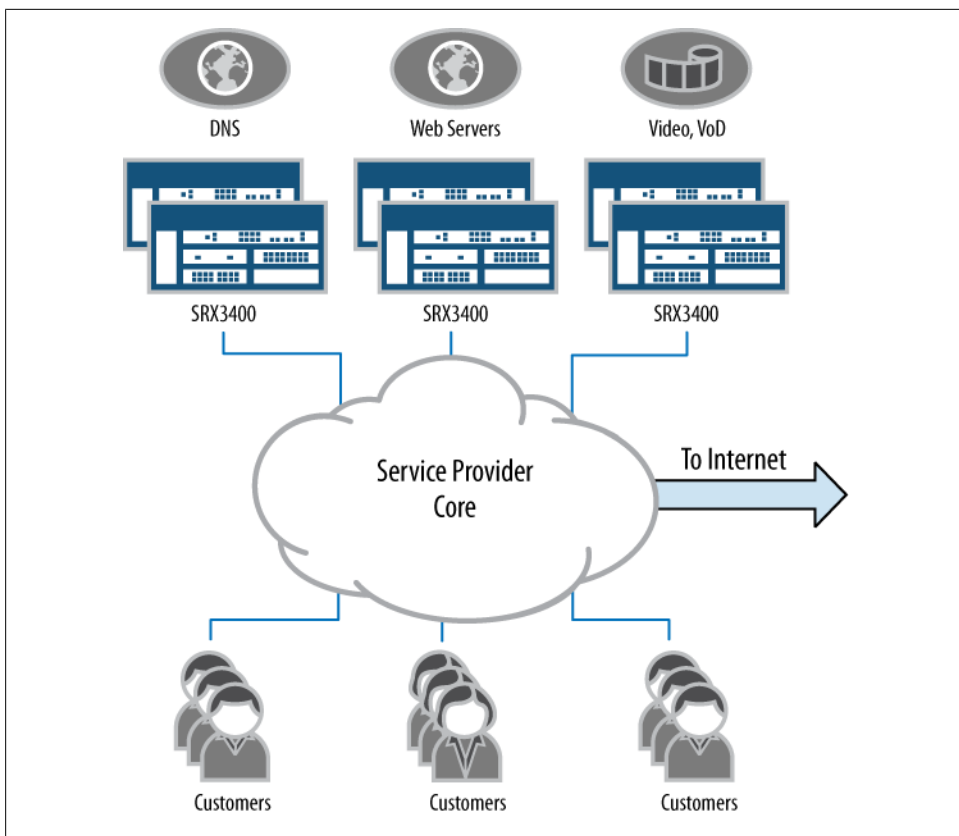 DNS
Web Servers
Video, VoD
SRX3400
SRX3400
SRX3400
Service Provider
Core
To Internet
Customers
Customers
Customers